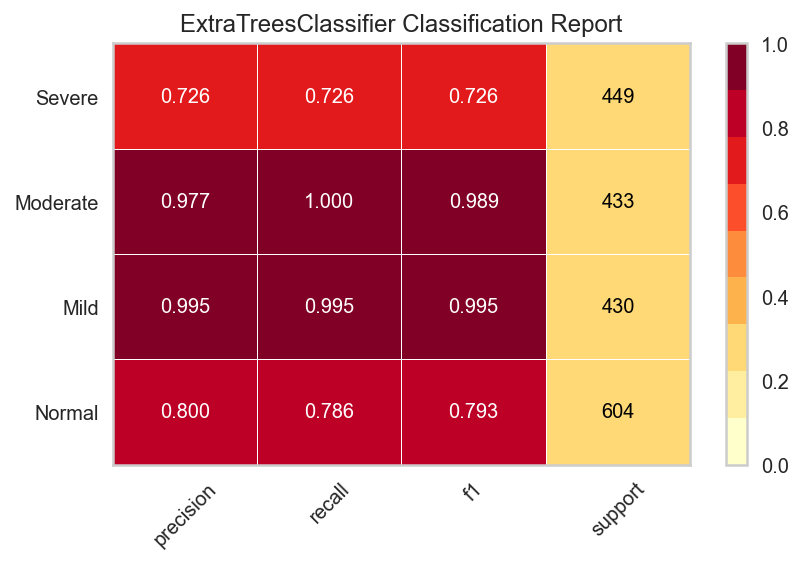 ExtraTreesClassifier Classification Report
Severe 0.726 0.726 0.726 449
Moderate 0.977 1.000 0.989 433
Mild 0.995 0.995 0.995 430
Normal 0.800 0.786 0.793 604
precision recall f1 support
1.0
0.8
0.6
0.4
0.2
0.0